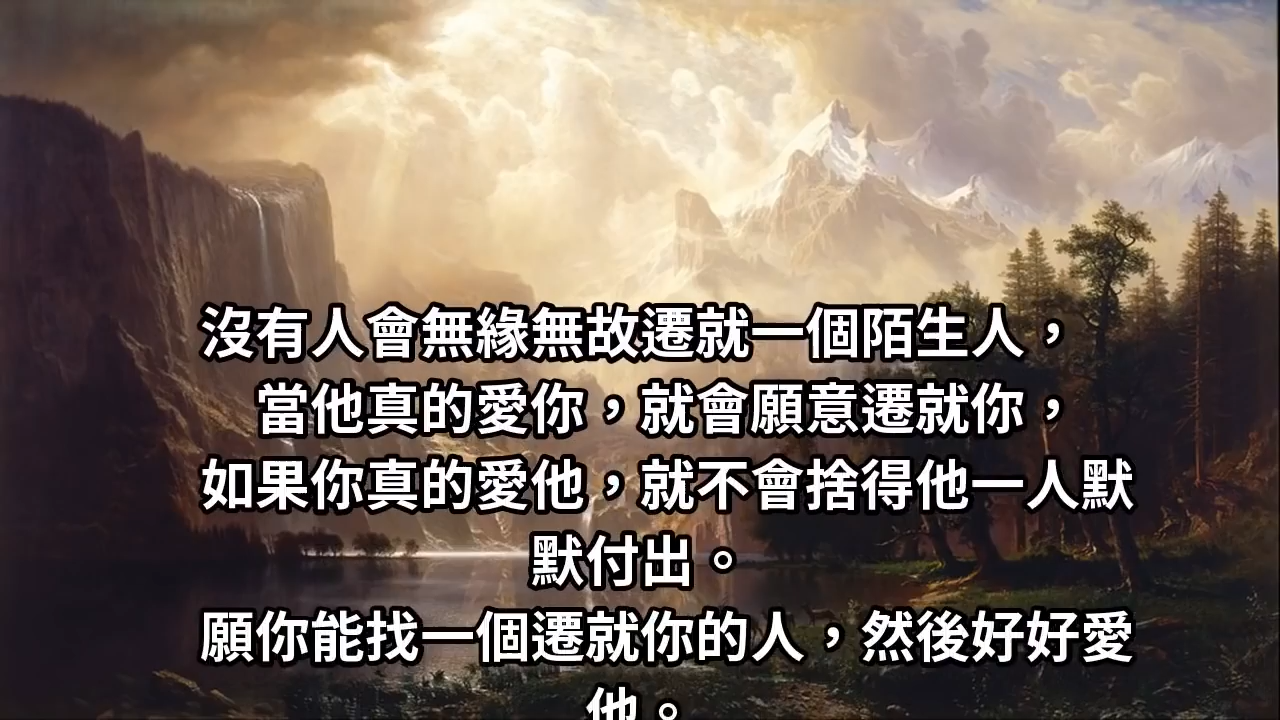 沒有人會無緣無故遷就一個陌生人，
當他真的愛你，就會願意遷就你，
如果你真的愛他，就不會捨得他一人默
默付出。
願你能找一個遷就你的人，然後好好愛
他。